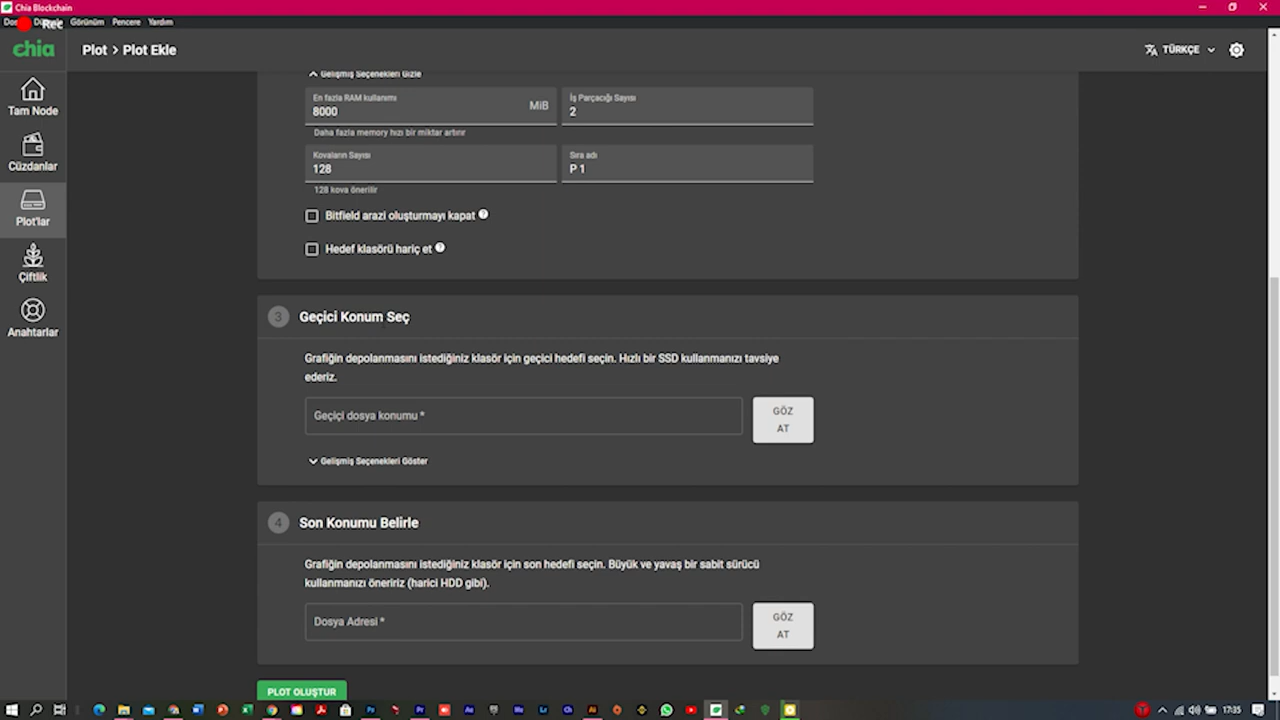 Chia Blockchain
Görünüm Pencere Yardım
Rec
chia
Plot > Plot Ekle
TÜRKÇE
Tam Node
Cüzdanlar
Plot'lar
Çiftlik
Anahtarlar
Gelişmiş Seçenekleri Gizle
En fazla RAM kullanımı
8000
MiB
İş Parçacığı Sayısı
2
Daha fazla memory hızı bir miktar artırır
Kovaların Sayısı
128
Sıra adı
P 1
128 kova önerilir
Bitfield arazi oluşturmayı kapat
Hedef klasörü hariç et
3
Geçici Konum Seç
Grafiğin depolanmasını istediğiniz klasör için geçici hedefi seçin. Hızlı bir SSD kullanmanızı tavsiye
ederiz.
Geçiçi dosya konumu *
GÖZ
AT
Gelişmiş Seçenekleri Göster
4
Son Konumu Belirle
Grafiğin depolanmasını istediğiniz klasör için son hedefi seçin. Büyük ve yavaş bir sabit sürücü
kullanmanızı öneririz (harici HDD gibi).
Dosya Adresi *
GÖZ
AT
PLOT OLUŞTUR
17:35